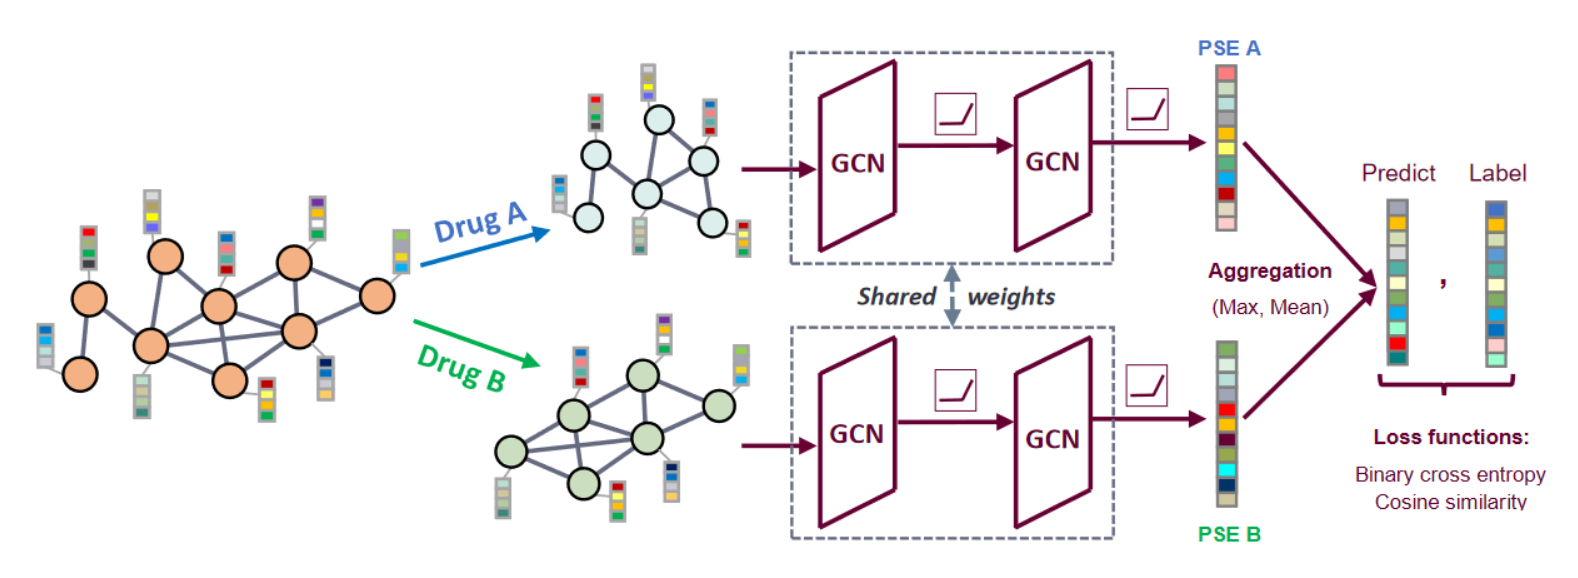 PSE A
GCN
GCN
Predict
Label
Drug A
Aggregation
(Max, Mean)
,
Shared weights
Drug B
GCN
GCN
Loss functions:
Binary cross entropy
Cosine similarity
PSE B